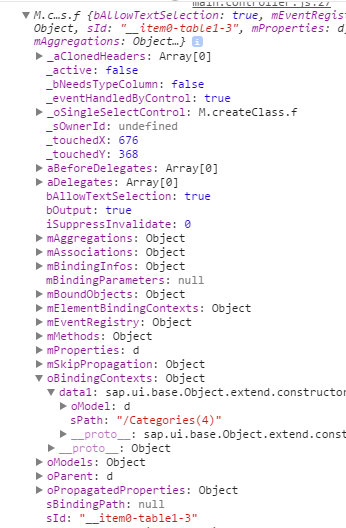 main.controller.js:27
▼ M.c…s.f {bAllowTextSelection: true, mEventRegist
Object, sId: "__item0-table1-3", mProperties: d,
mAggregations: Object…} i
▶ _aClonedHeaders: Array[0]
_active: false
_bNeedsTypeColumn: false
_eventHandledByControl: true
▶ _oSingleSelectControl: M.createClass.f
_sOwnerId: undefined
_touchedX: 676
_touchedY: 368
▶ aBeforeDelegates: Array[0]
▶ aDelegates: Array[0]
bAllowTextSelection: true
bOutput: true
iSuppressInvalidate: 0
▶ mAggregations: Object
▶ mAssociations: Object
▶ mBindingInfos: Object
mBindingParameters: null
▶ mBoundObjects: Object
▶ mElementBindingContexts: Object
▶ mEventRegistry: Object
▶ mMethods: Object
▶ mProperties: d
▶ mSkipPropagation: Object
▼ oBindingContexts: Object
▼ data1: sap.ui.base.Object.extend.constructor
▶ oModel: d
sPath: "/Categories(4)"
▶ __proto__: sap.ui.base.Object.extend.const
▶ __proto__: Object
▶ oModels: Object
▶ oParent: d
▶ oPropagatedProperties: Object
sBindingPath: null
sId: "__item0-table1-3"